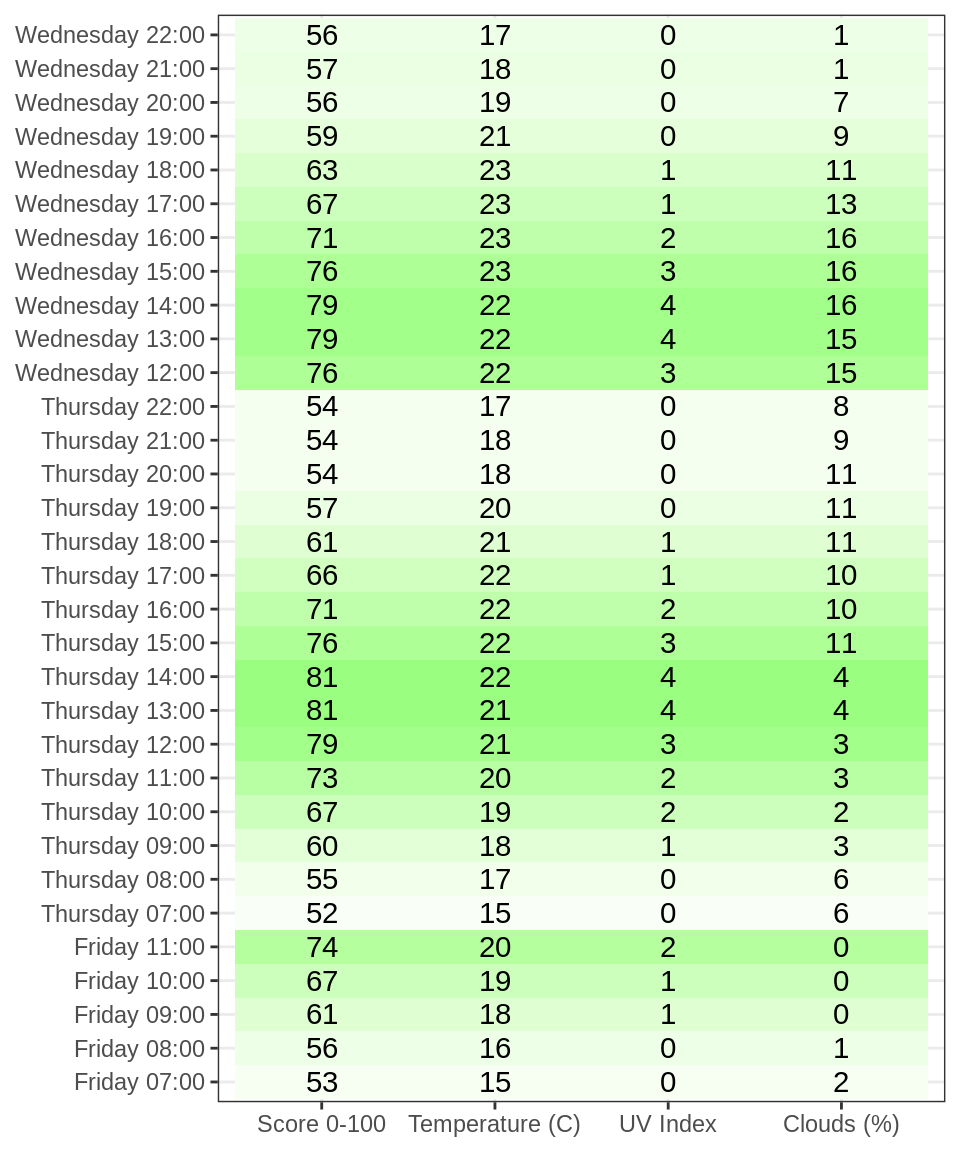 Wednesday 22:00 56 17 0 1
Wednesday 21:00 57 18 0 1
Wednesday 20:00 56 19 0 7
Wednesday 19:00 59 21 0 9
Wednesday 18:00 63 23 1 11
Wednesday 17:00 67 23 1 13
Wednesday 16:00 71 23 2 16
Wednesday 15:00 76 23 3 16
Wednesday 14:00 79 22 4 16
Wednesday 13:00 79 22 4 15
Wednesday 12:00 76 22 3 15
Thursday 22:00 54 17 0 8
Thursday 21:00 54 18 0 9
Thursday 20:00 54 18 0 11
Thursday 19:00 57 20 0 11
Thursday 18:00 61 21 1 11
Thursday 17:00 66 22 1 10
Thursday 16:00 71 22 2 10
Thursday 15:00 76 22 3 11
Thursday 14:00 81 22 4 4
Thursday 13:00 81 21 4 4
Thursday 12:00 79 21 3 3
Thursday 11:00 73 20 2 3
Thursday 10:00 67 19 2 2
Thursday 09:00 60 18 1 3
Thursday 08:00 55 17 0 6
Thursday 07:00 52 15 0 6
Friday 11:00 74 20 2 0
Friday 10:00 67 19 1 0
Friday 09:00 61 18 1 0
Friday 08:00 56 16 0 1
Friday 07:00 53 15 0 2
Score 0-100 Temperature (C) UV Index Clouds (%)